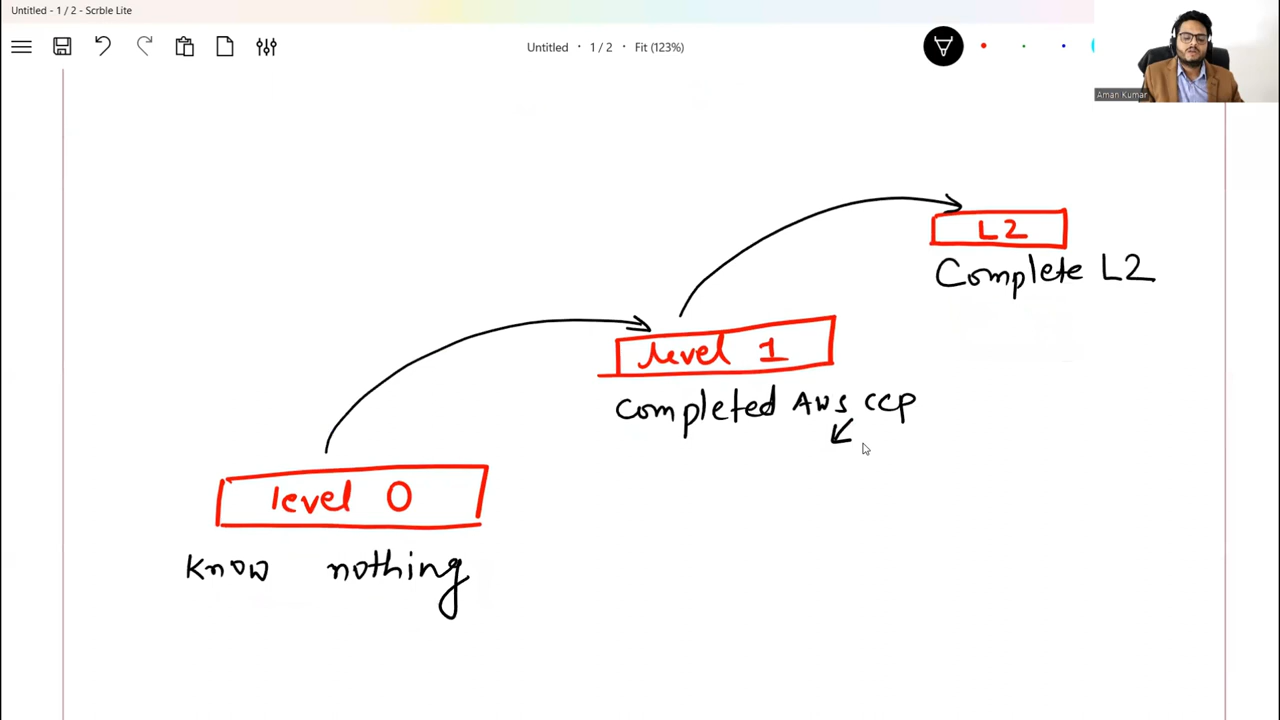 Untitled - 1 / 2 - Scrble Lite
Untitled • 1 / 2 • Fit (123%)
Aman Kumar
L2
Complete L2
level 1
Completed AWS CCP
level 0
Know nothing